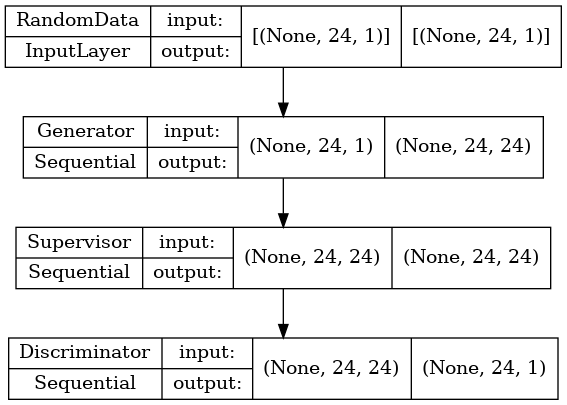 RandomData input: [(None, 24, 1)] [(None, 24, 1)]
InputLayer output:
Generator input: (None, 24, 1) (None, 24, 24)
Sequential output:
Supervisor input: (None, 24, 24) (None, 24, 24)
Sequential output:
Discriminator input: (None, 24, 24) (None, 24, 1)
Sequential output: